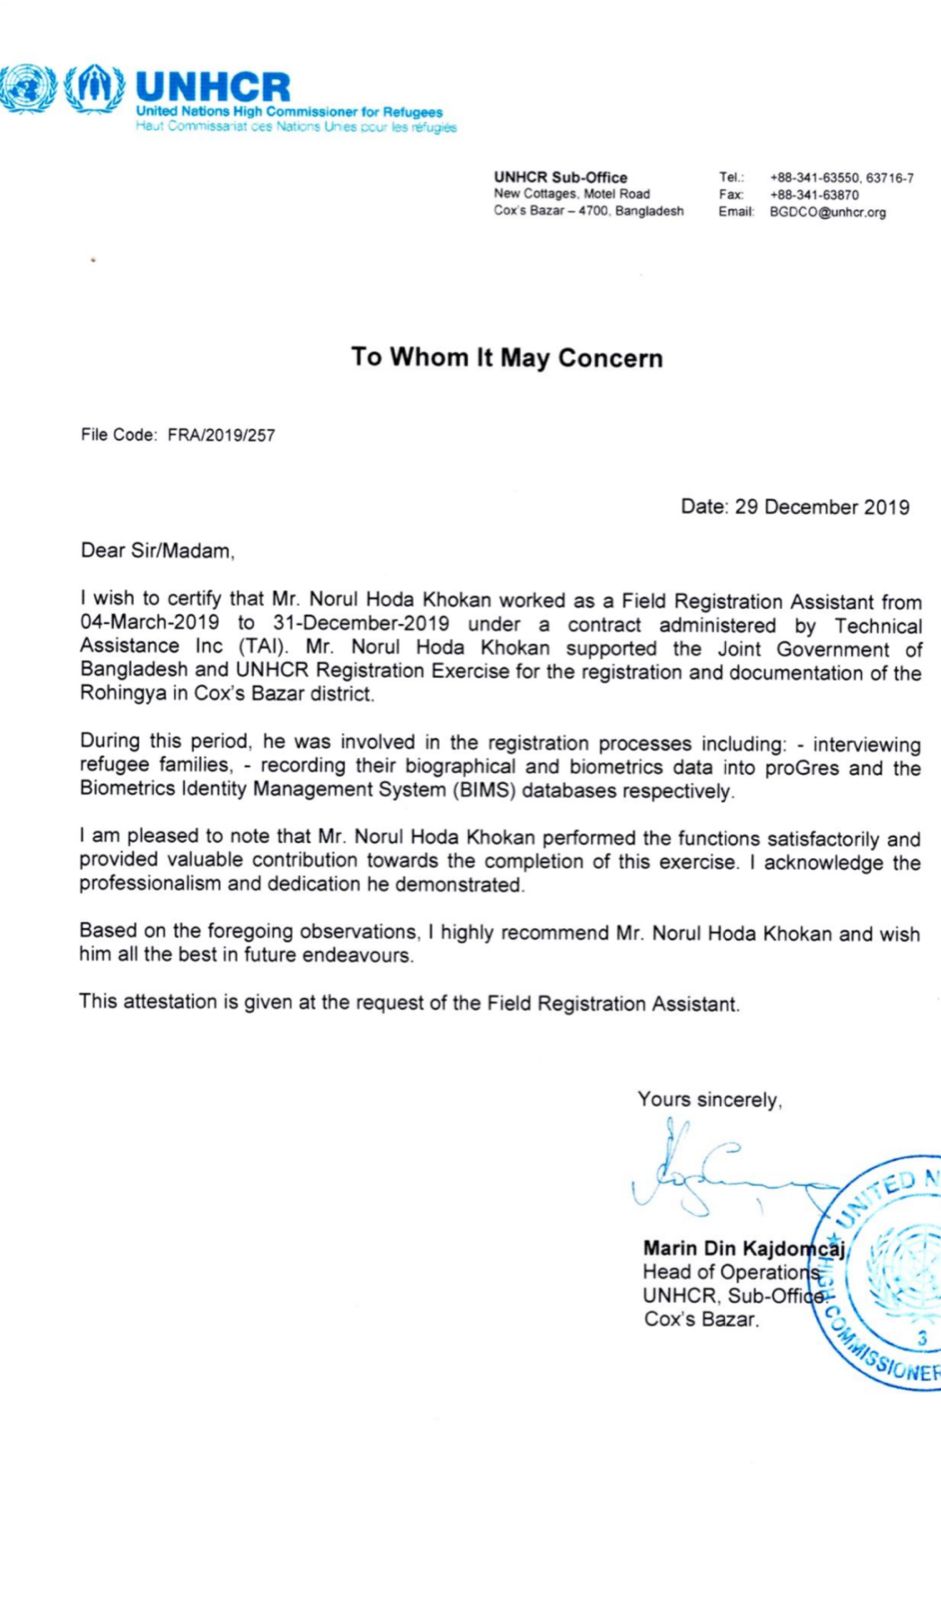 UNHCR
United Nations High Commissioner for Refugees
Haut Commissariat des Nations Unies pour les réfugiés
UNHCR Sub-Office
New Cottages, Motel Road
Cox's Bazar – 4700, Bangladesh
Tel.: +88-341-63550, 63716-7
Fax: +88-341-63870
Email: BGDCO@unhcr.org
To Whom It May Concern
File Code: FRA/2019/257
Date: 29 December 2019
Dear Sir/Madam,
I wish to certify that Mr. Norul Hoda Khokan worked as a Field Registration Assistant from
04-March-2019 to 31-December-2019 under a contract administered by Technical
Assistance Inc (TAI). Mr. Norul Hoda Khokan supported the Joint Government of
Bangladesh and UNHCR Registration Exercise for the registration and documentation of the
Rohingya in Cox's Bazar district.
During this period, he was involved in the registration processes including: - interviewing
refugee families, - recording their biographical and biometrics data into proGres and the
Biometrics Identity Management System (BIMS) databases respectively.
I am pleased to note that Mr. Norul Hoda Khokan performed the functions satisfactorily and
provided valuable contribution towards the completion of this exercise. I acknowledge the
professionalism and dedication he demonstrated.
Based on the foregoing observations, I highly recommend Mr. Norul Hoda Khokan and wish
him all the best in future endeavours.
This attestation is given at the request of the Field Registration Assistant.
Yours sincerely,
Marin Din Kajdomcaj
Head of Operations
UNHCR, Sub-Office
Cox's Bazar.
UNITED N
HIGH COMMISSIONER
3